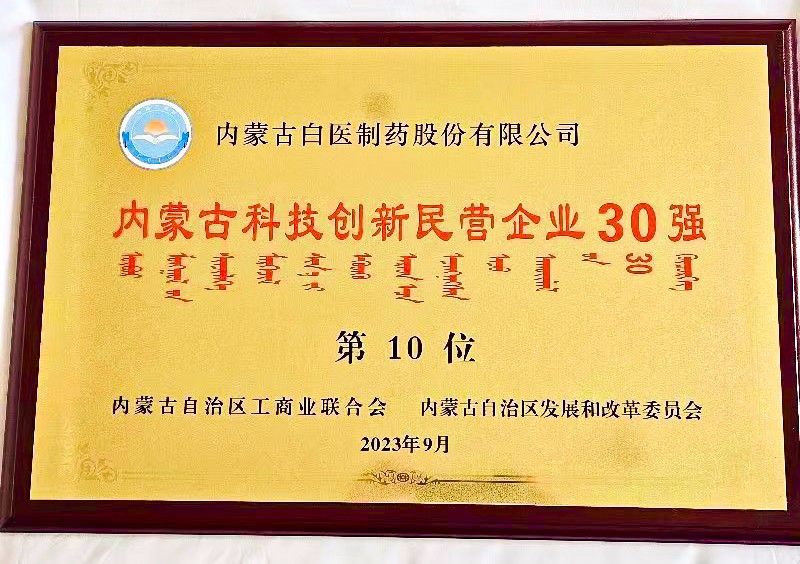 内蒙古白医制药股份有限公司
内蒙古科技创新民营企业30强
30
第10位
内蒙古自治区工商业联合会 内蒙古自治区发展和改革委员会
2023年9月